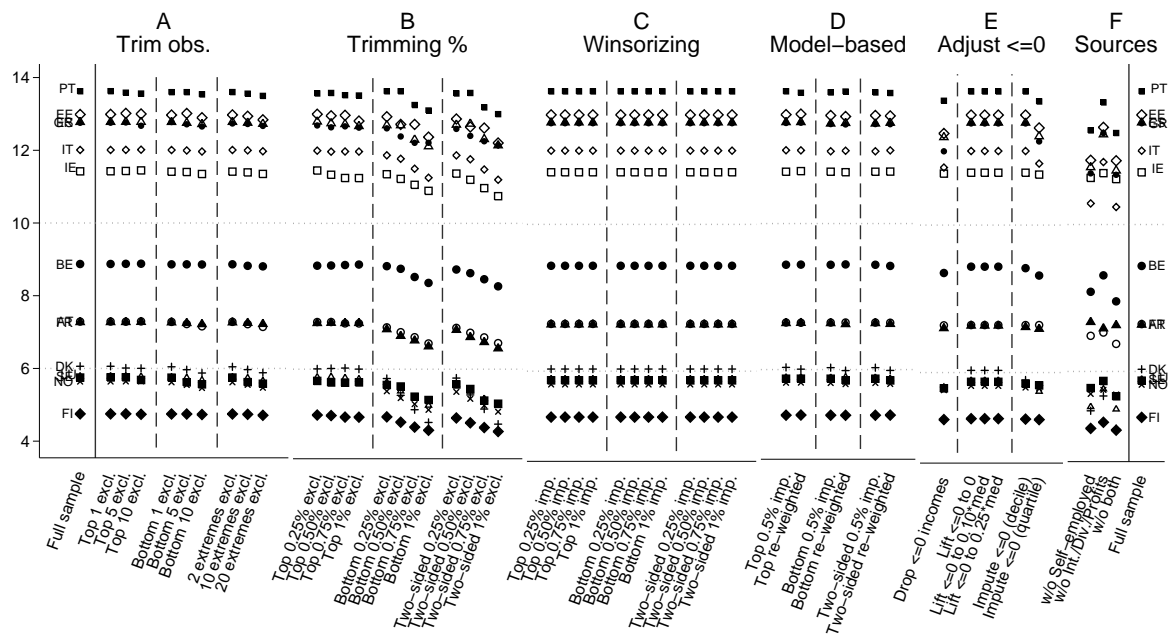 A B C D E F
Trim obs. Trimming % Winsorizing Model−based Adjust <=0 Sources
14
12
10
8
6
4
PT
EE
IT
IE
BE
DK
NO
FI
PT
IT
IE
BE
DK
NO
FI
Full sample
Top 1 excl.
Top 5 excl.
Top 10 excl.
Bottom 1 excl.
Bottom 5 excl.
Bottom 10 excl.
2 extremes excl.
10 extremes excl.
20 extremes excl.
Top 0.25% excl.
Top 0.50% excl.
Top 0.75% excl.
Top 1% excl.
Bottom 0.25% excl.
Bottom 0.50% excl.
Bottom 0.75% excl.
Bottom 1% excl.
Two−sided 0.25% excl.
Two−sided 0.50% excl.
Two−sided 0.75% excl.
Two−sided 1% excl.
Top 0.25% imp.
Top 0.50% imp.
Top 0.75% imp.
Top 1% imp.
Bottom 0.25% imp.
Bottom 0.50% imp.
Bottom 0.75% imp.
Bottom 1% imp.
Two−sided 0.25% imp.
Two−sided 0.50% imp.
Two−sided 0.75% imp.
Two−sided 1% imp.
Top 0.5% imp.
Top re−weighted
Bottom 0.5% imp.
Bottom re−weighted
Two−sided 0.5% imp.
Two−sided re−weighted
Drop <=0 incomes
Lift <=0 to 0
Lift <=0 to 0.10*med
Lift <=0 to 0.25*med
Impute <=0 (decile)
Impute <=0 (quartile)
w/o Self−employed
w/o Int./Div./Profits
w/o both
Full sample